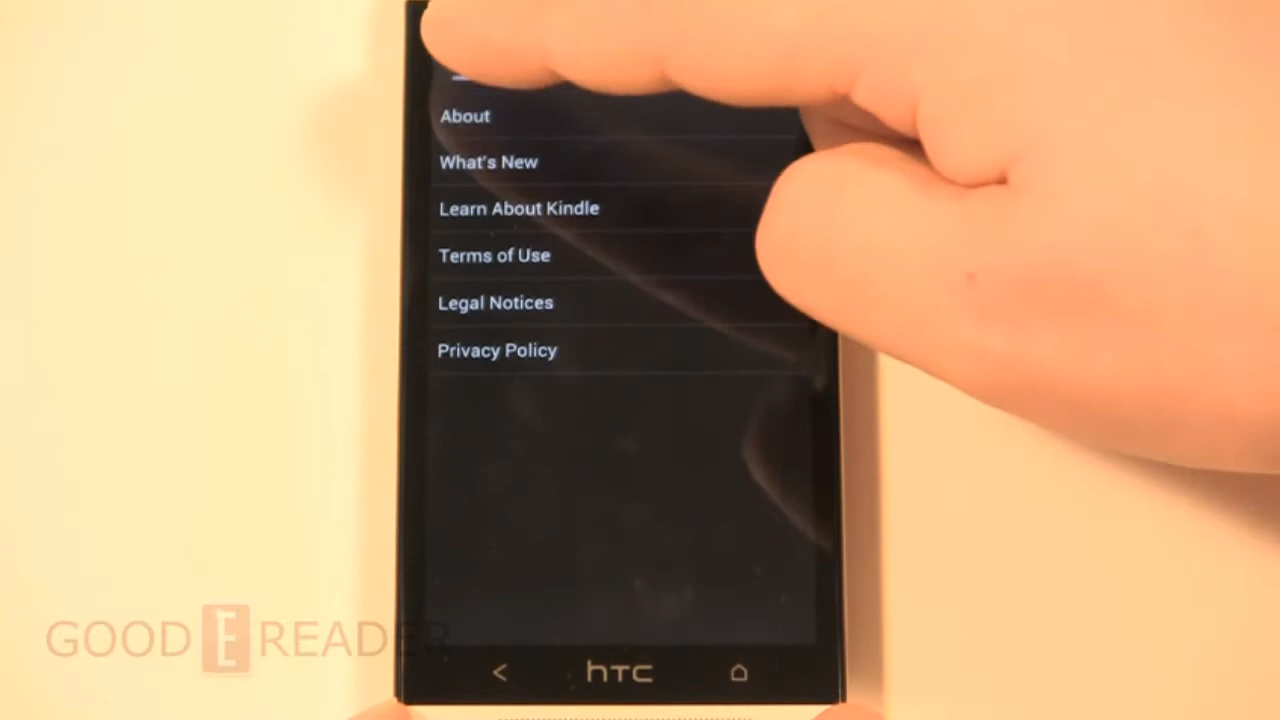 About
What's New
Learn About Kindle
Terms of Use
Legal Notices
Privacy Policy
GOOD E READER
hTC